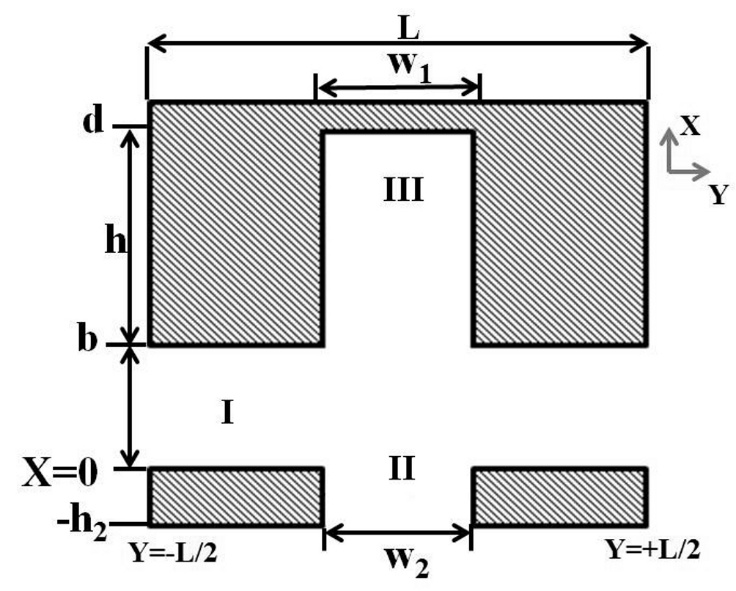 L
w₁
d
X
Y
III
h
b
I
X=0
II
-h₂
Y=-L/2
w₂
Y=+L/2